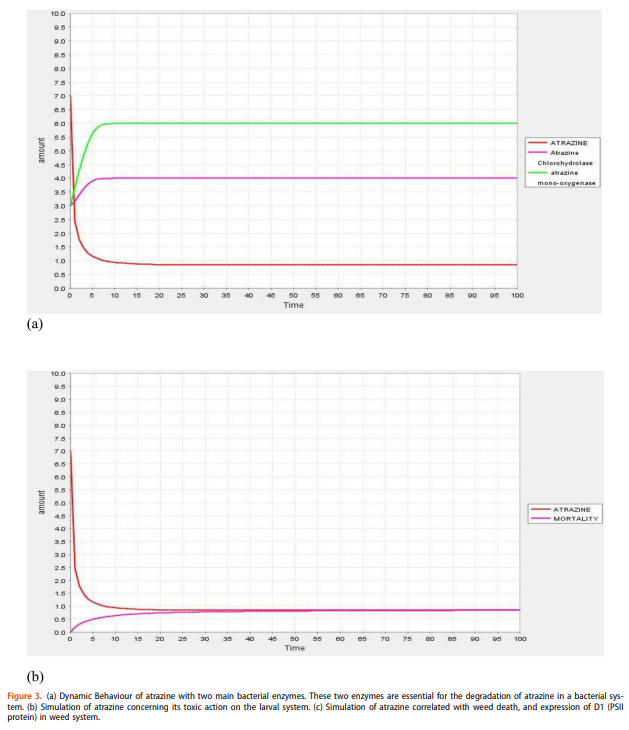 10.0
9.5
9.0
8.5
8.0
7.5
7.0
6.5
6.0
5.5
5.0
4.5
4.0
3.5
3.0
2.5
2.0
1.5
1.0
0.5
0.0
amount
0 5 10 15 20 25 30 35 40 45 50 55 60 65 70 75 80 85 90 95 100
Time
ATRAZINE
Atrazine
Chlorohydrolase
atrazine
mono-oxygenase
(a)
10.0
9.5
9.0
8.5
8.0
7.5
7.0
6.5
6.0
5.5
5.0
4.5
4.0
3.5
3.0
2.5
2.0
1.5
1.0
0.5
0.0
amount
0 5 10 15 20 25 30 35 40 45 50 55 60 65 70 75 80 85 90 95 100
Time
ATRAZINE
MORTALITY
(b)
Figure 3. (a) Dynamic Behaviour of atrazine with two main bacterial enzymes. These two enzymes are essential for the degradation of atrazine in a bacterial sys-
tem. (b) Simulation of atrazine concerning its toxic action on the larval system. (c) Simulation of atrazine correlated with weed death, and expression of D1 (PSII
protein) in weed system.